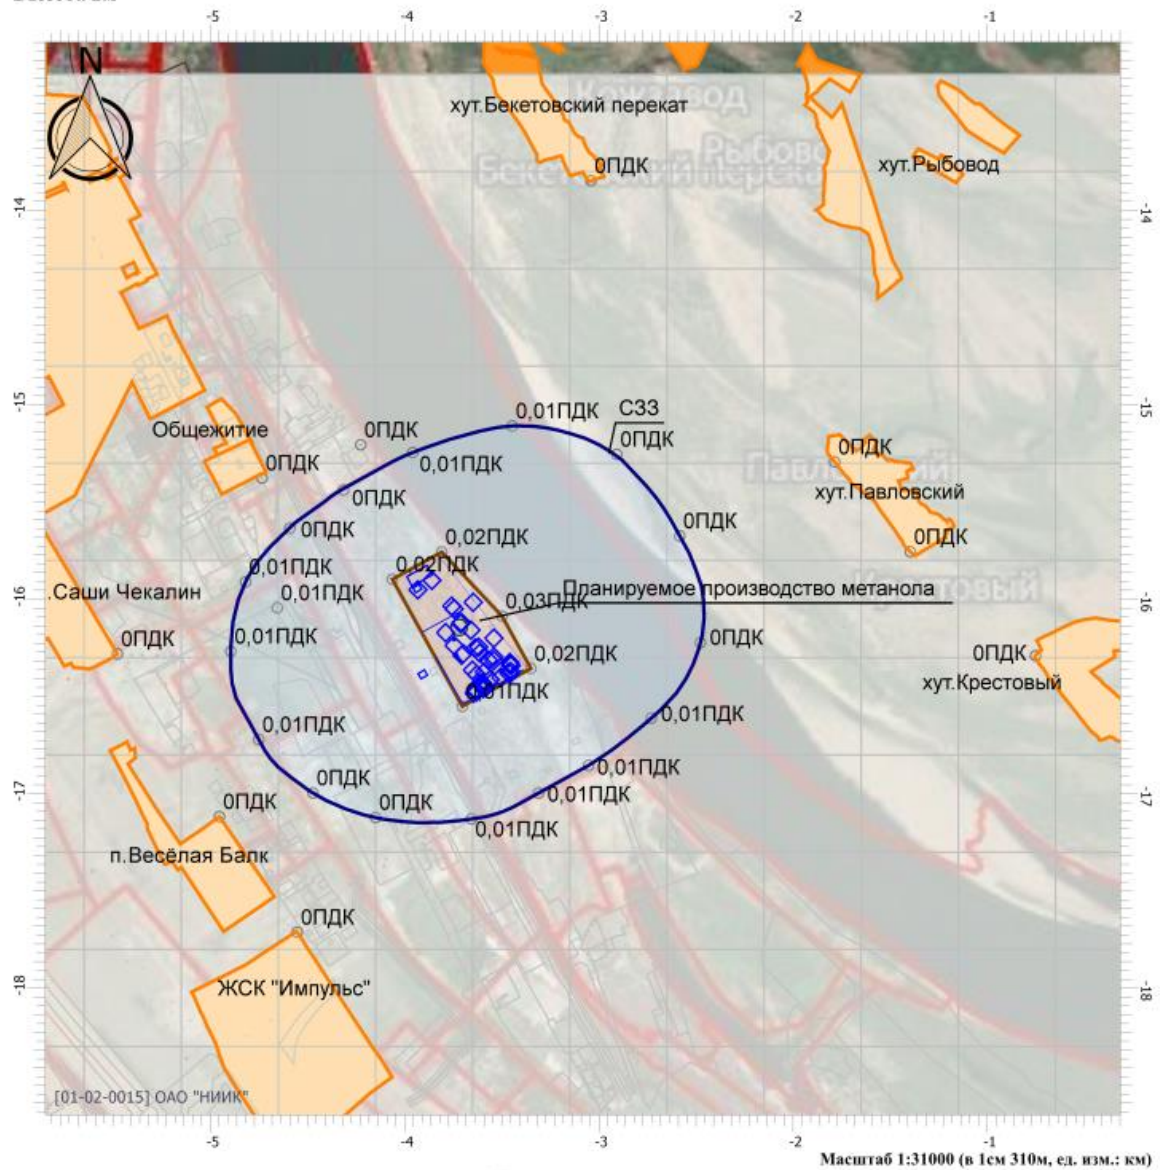 -5 -4 -3 -2 -1
N
Кожзавод
хут.Бекетовский перекат
0ПДК
хут.Рыбовод
-14 -14
-15 -15
0,01ПДК
СЗЗ
Общежитие
0ПДК
0ПДК
0ПДК
0,01ПДК
0ПДК
0ПДК
хут.Павловский
0ПДК
0ПДК
0ПДК
0,02ПДК
0ПДК
0,01ПДК
0,02ПДК
Планируемое производство метанола
.Саши Чекалин
0,01ПДК
0,03ПДК
-16 -16
0ПДК
0,01ПДК
0,02ПДК
0ПДК
0ПДК
хут.Крестовый
0,01ПДК
0,01ПДК
0,01ПДК
0,01ПДК
0ПДК
0ПДК
0ПДК
0,01ПДК
-17 -17
0,01ПДК
п.Весёлая Балк
0ПДК
ЖСК "Импульс"
-18 -18
[01-02-0015] ОАО "НИИК"
-5 -4 -3 -2 -1
Масштаб 1:31000 (в 1см 310м, ед. изм.: км)